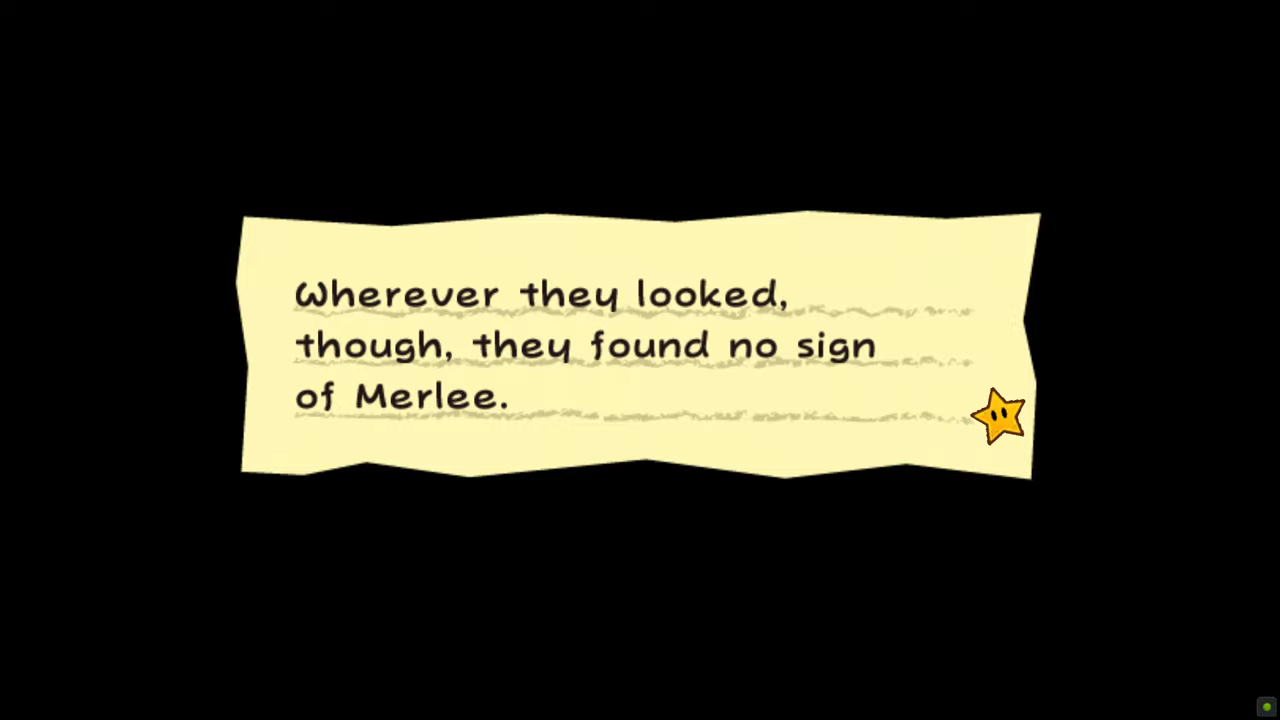 Wherever they looked,
though, they found no sign
of Merlee.